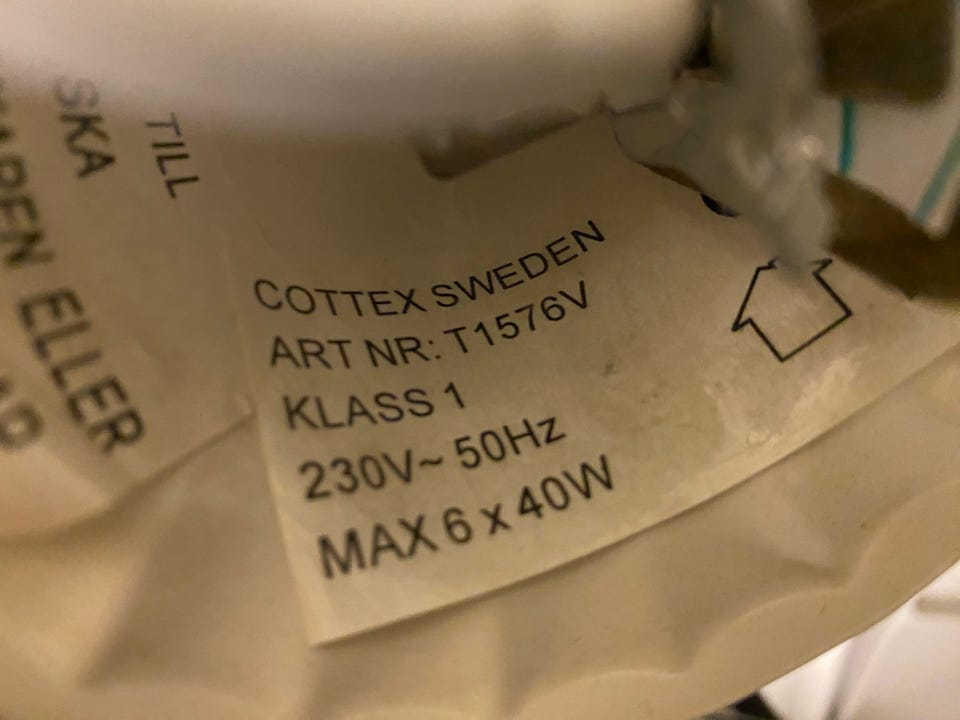 TILL
SKA
ELLER
COTTEX SWEDEN
ART NR: T1576V
KLASS 1
230V~ 50Hz
MAX 6 x 40W